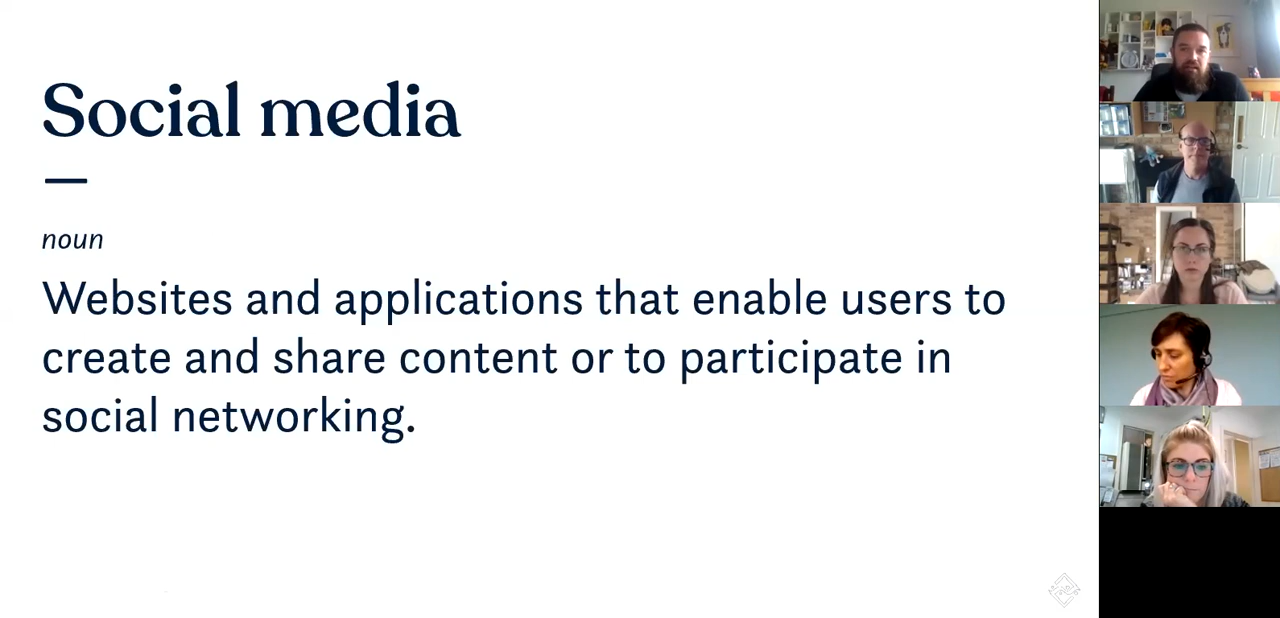 Social media
noun
Websites and applications that enable users to
create and share content or to participate in
social networking.